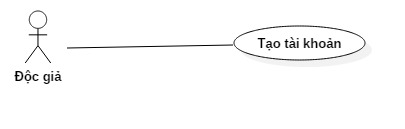 Tạo tài khoản
Độc giả